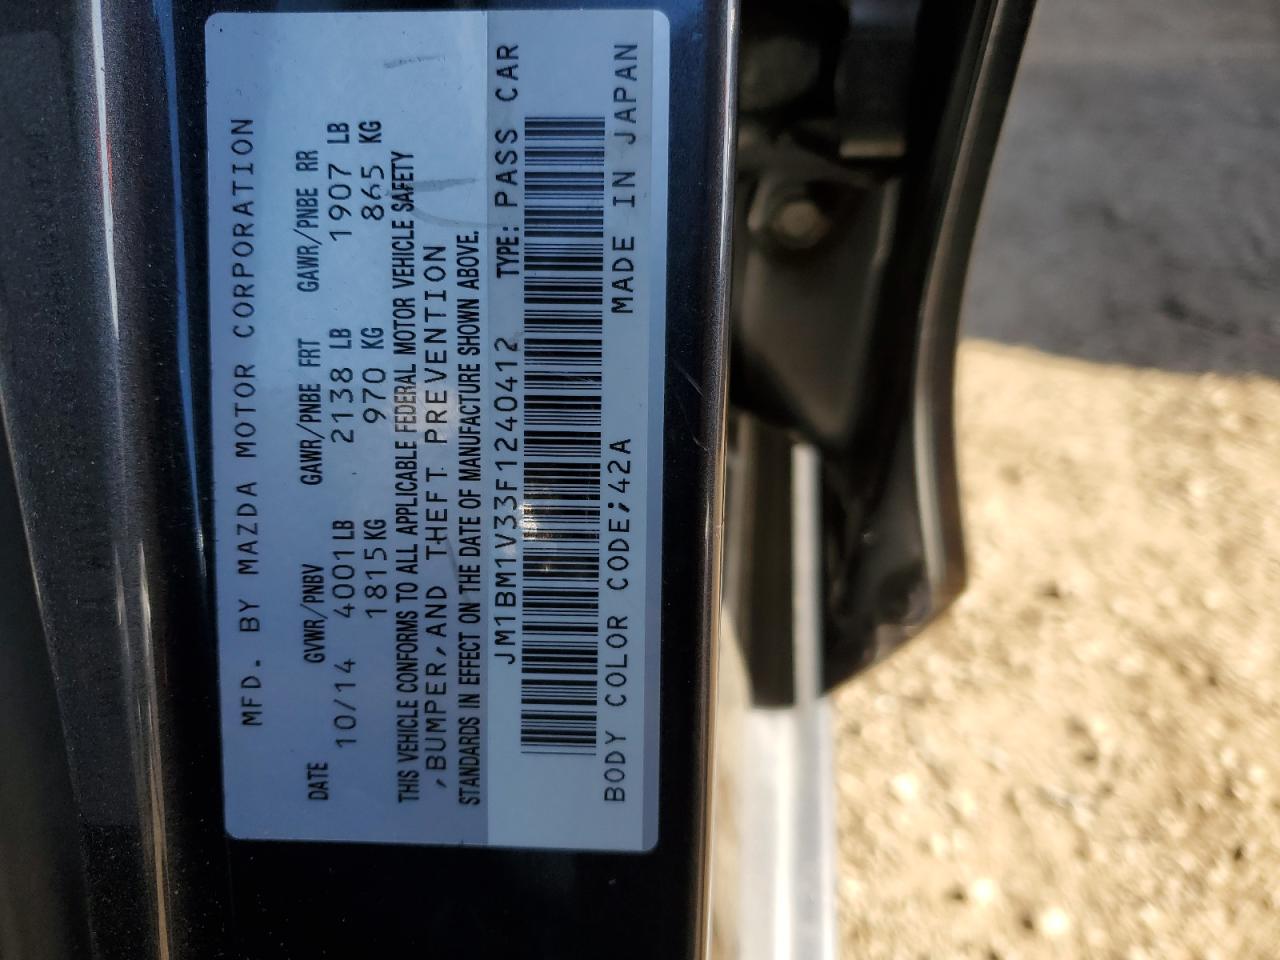 MFD. BY MAZDA MOTOR CORPORATION
DATE GVWR/PNBV GAWR/PNBE FRT GAWR/PNBE RR
10/14 4001LB 2138 LB 1907 LB
1815KG 970 KG 865 KG
THIS VEHICLE CONFORMS TO ALL APPLICABLE FEDERAL MOTOR VEHICLE SAFETY
,BUMPER,AND THEFT PREVENTION
STANDARDS IN EFFECT ON THE DATE OF MANUFACTURE SHOWN ABOVE.
JM1BM1V33F1240412 TYPE: PASS CAR
BODY COLOR CODE;42A MADE IN JAPAN